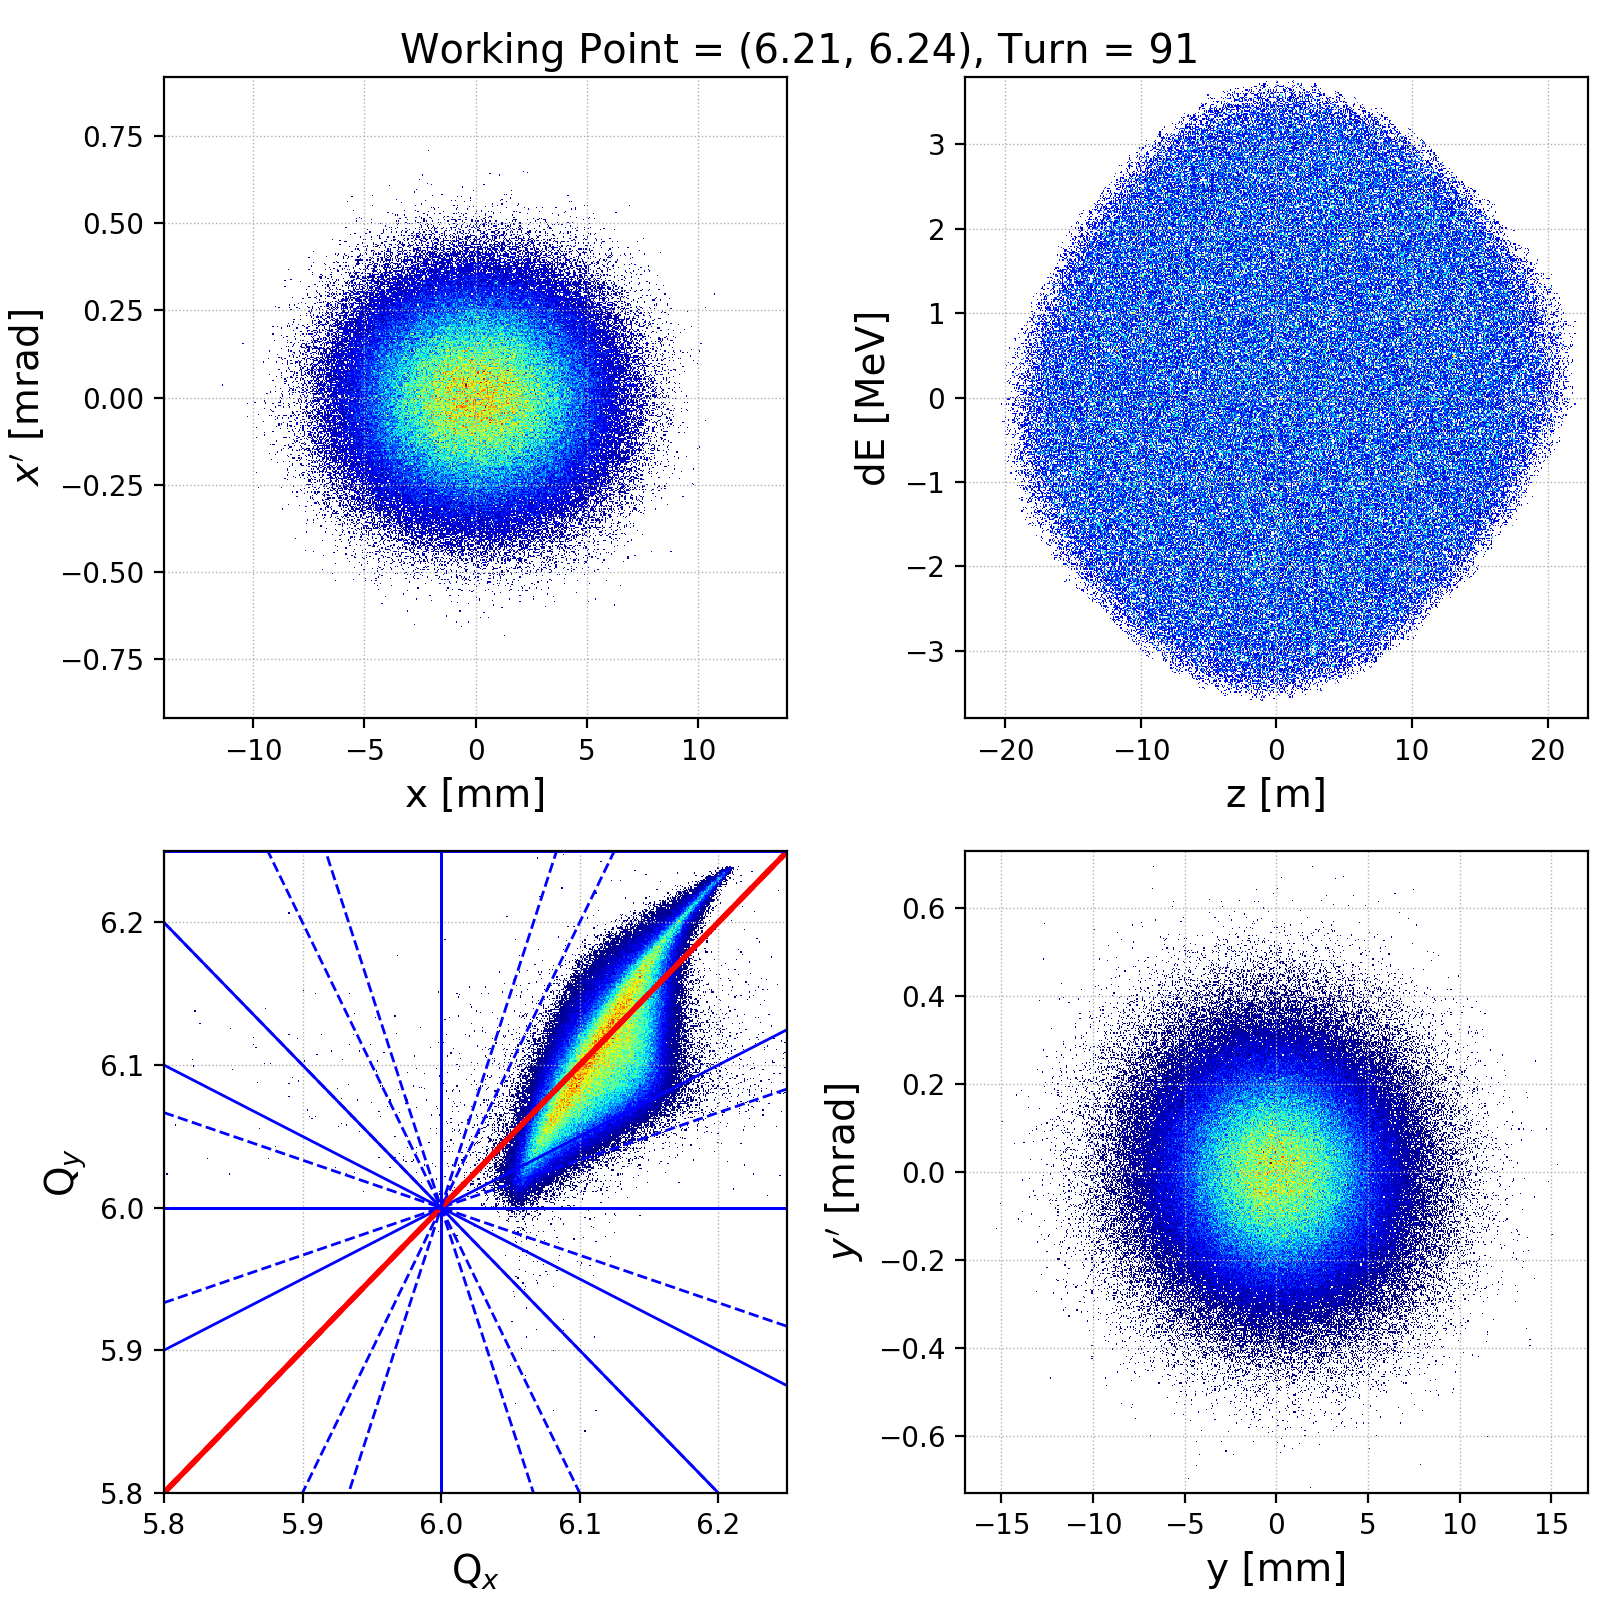 Working Point = (6.21, 6.24), Turn = 91
0.75
0.50
0.25
0.00
−0.25
−0.50
−0.75
x′ [mrad]
−10 −5 0 5 10
x [mm]
3
2
1
0
−1
−2
−3
dE [MeV]
−20 −10 0 10 20
z [m]
6.2
6.1
6.0
5.9
5.8
Qy
5.8 5.9 6.0 6.1 6.2
Qx
0.6
0.4
0.2
0.0
−0.2
−0.4
−0.6
y′ [mrad]
−15 −10 −5 0 5 10 15
y [mm]